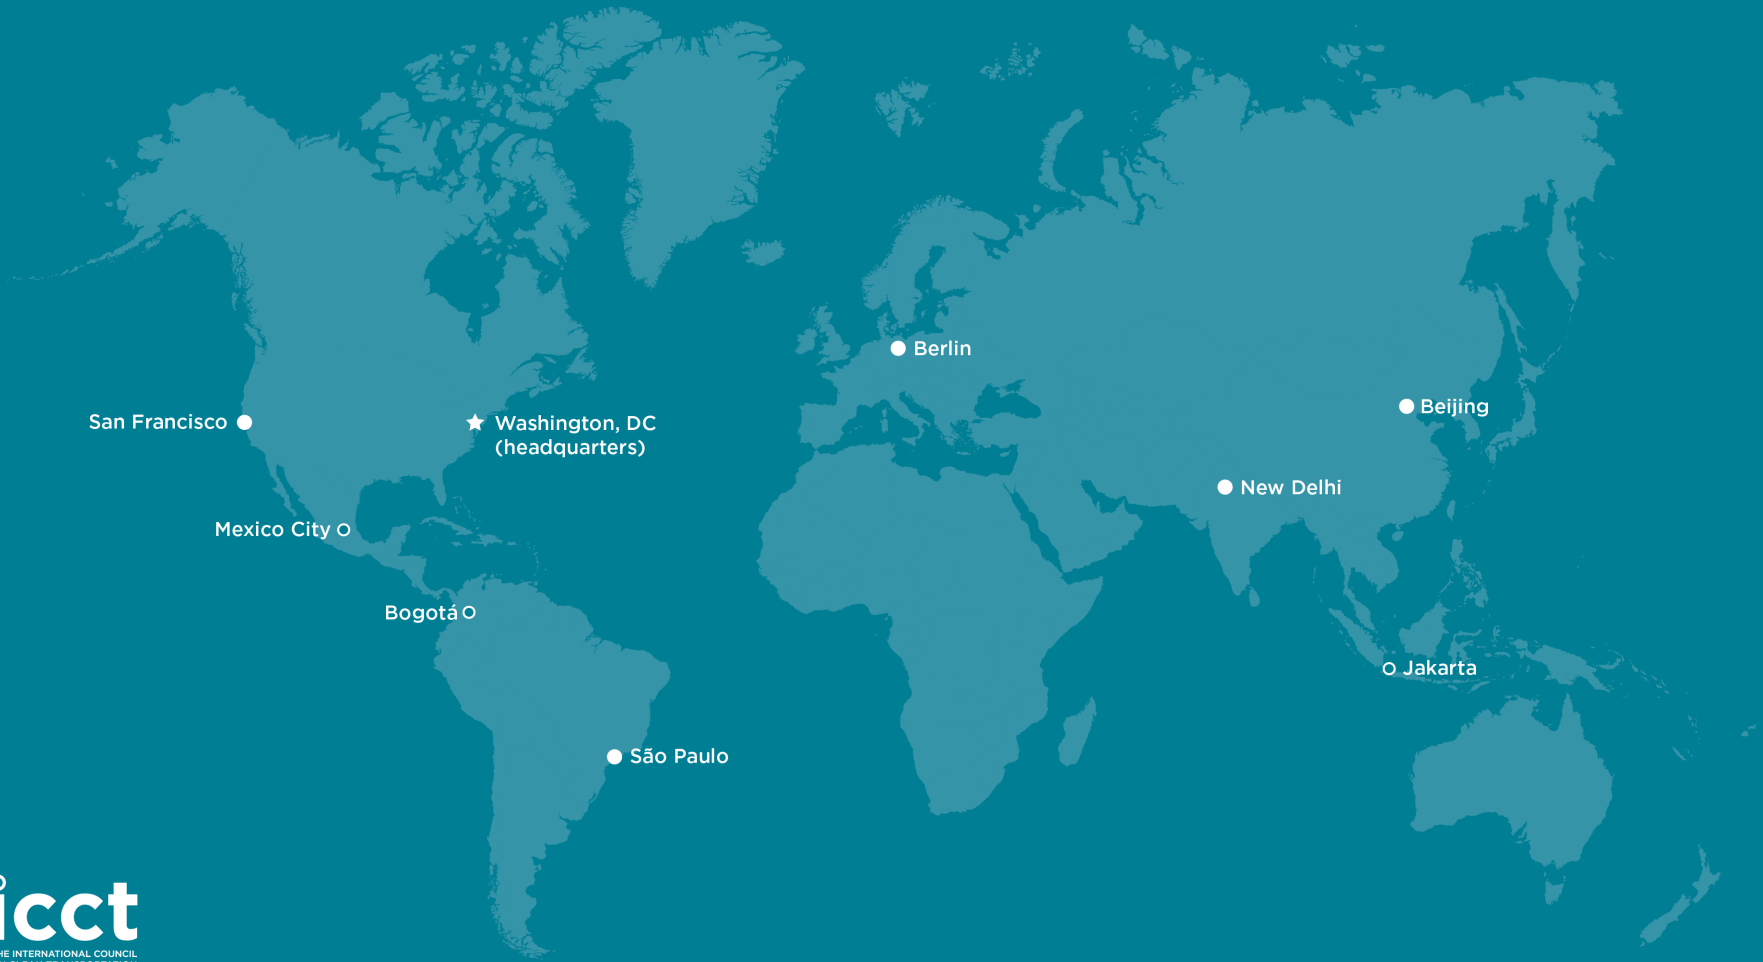 Berlin
Beijing
San Francisco
Washington, DC
(headquarters)
New Delhi
Mexico City
Bogotá
Jakarta
São Paulo
icct
THE INTERNATIONAL COUNCIL